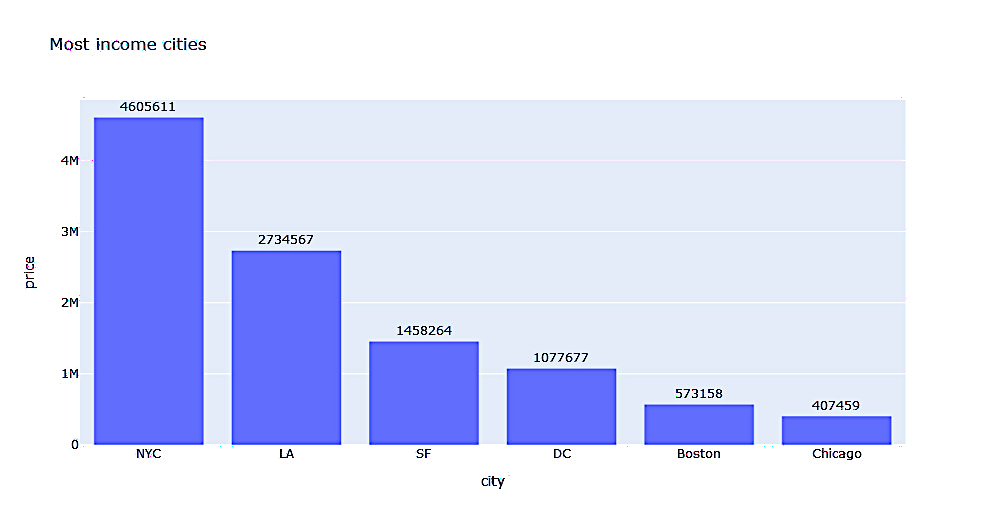 Most income cities
4605611
4M
3M
2734567
price
2M
1458264
1077677
1M
573158
407459
0
NYC LA SF DC Boston Chicago
city